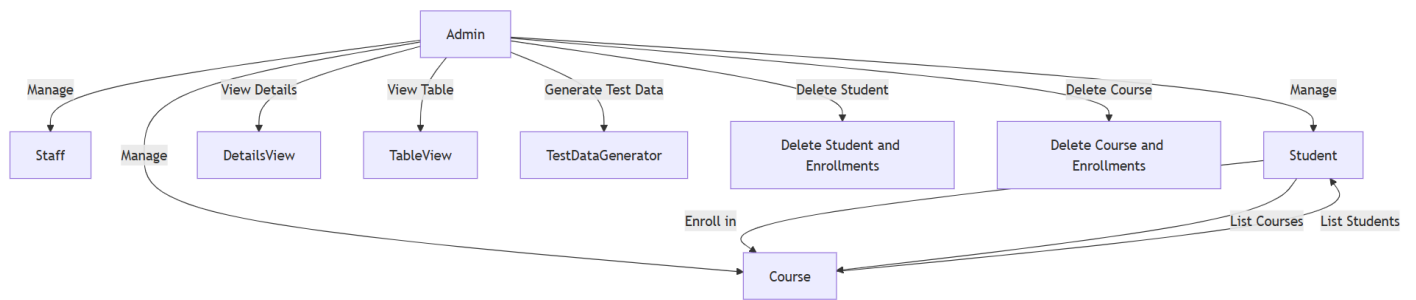 Admin
Manage
View Details
View Table
Generate Test Data
Delete Student
Delete Course
Manage
Staff
Manage
DetailsView
TableView
TestDataGenerator
Delete Student and
Enrollments
Delete Course and
Enrollments
Student
Enroll in
List Courses
List Students
Course